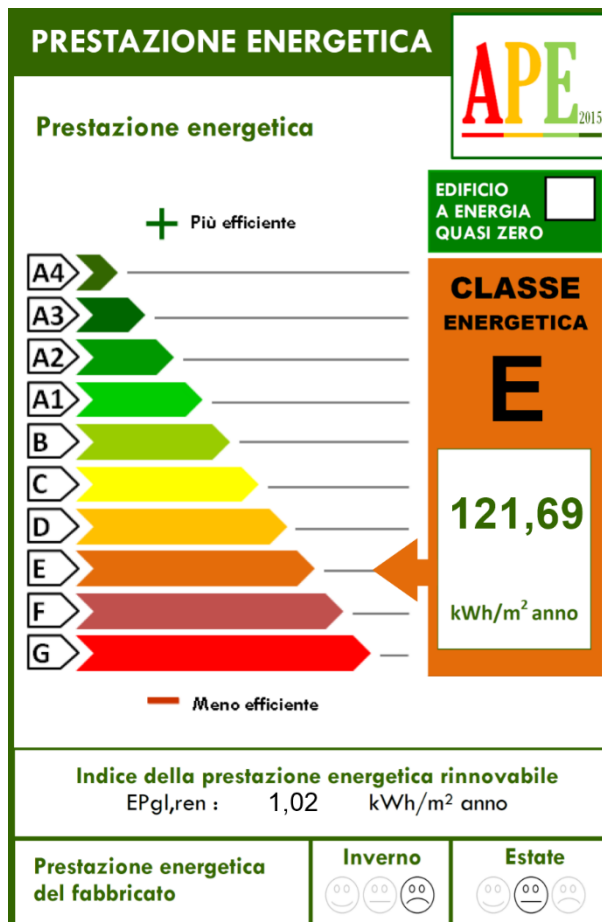 PRESTAZIONE ENERGETICA
APE 2015
Prestazione energetica
EDIFICIO
A ENERGIA
QUASI ZERO
+ Più efficiente
A4
A3
A2
A1
B
C
D
E
F
G
CLASSE
ENERGETICA
E
121,69
kWh/m² anno
Meno efficiente
Indice della prestazione energetica rinnovabile
EPgl,ren : 1,02 kWh/m² anno
Prestazione energetica
del fabbricato
Inverno
Estate